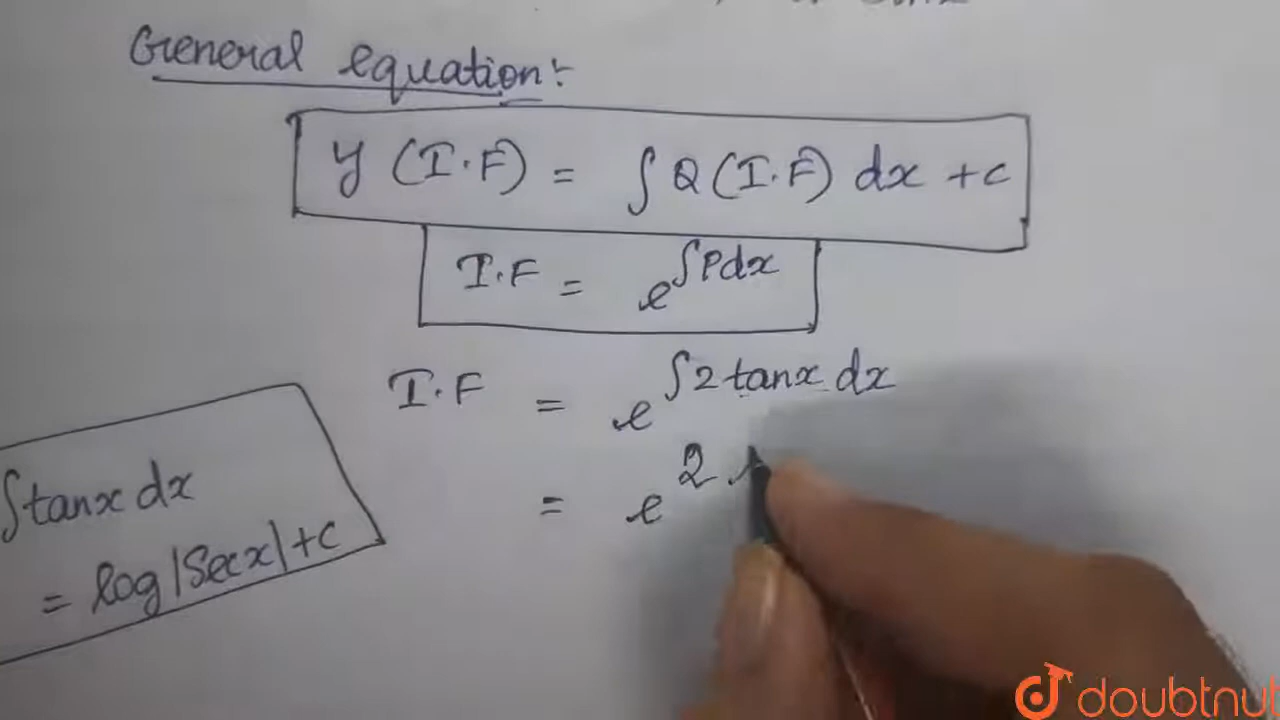 General equation:-
y (I.F) = ∫ Q (I.F) dx + c
I.F = e^∫Pdx
I.F = e^∫2 tanx dx
= e^2
∫tanx dx
= log|Secx|+c
doubtnut